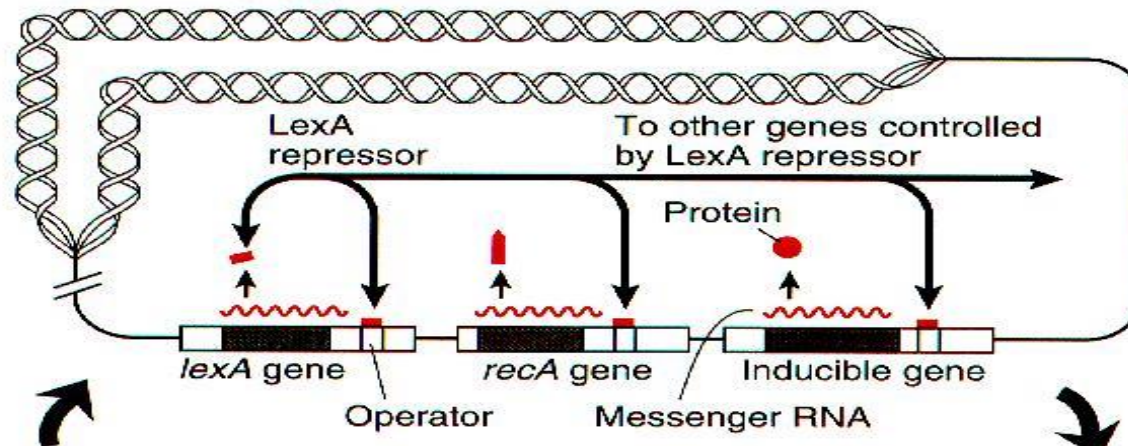 LexA
repressor
To other genes controlled
by LexA repressor
Protein
lexA gene
recA gene
Inducible gene
Operator
Messenger RNA